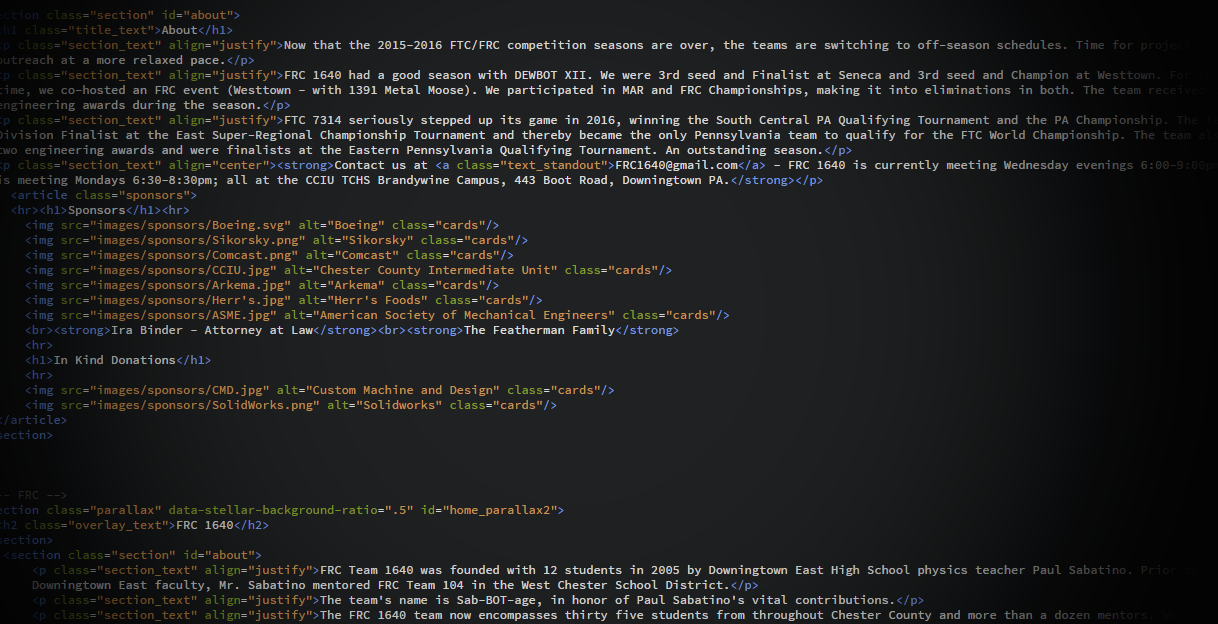 ection class="section" id="about">
h1 class="title_text">About</h1>
p class="section_text" align="justify">Now that the 2015-2016 FTC/FRC competition seasons are over, the teams are switching to off-season schedules. Time for projec
outreach at a more relaxed pace.</p>
p class="section_text" align="justify">FRC 1640 had a good season with DEWBOT XII. We were 3rd seed and Finalist at Seneca and 3rd seed and Champion at Westtown. For
time, we co-hosted an FRC event (Westtown - with 1391 Metal Moose). We participated in MAR and FRC Championships, making it into eliminations in both. The team received
engineering awards during the season.</p>
p class="section_text" align="justify">FTC 7314 seriously stepped up its game in 2016, winning the South Central PA Qualifying Tournament and the PA Championship. The
Division Finalist at the East Super-Regional Championship Tournament and thereby became the only Pennsylvania team to qualify for the FTC World Championship. The team al
two engineering awards and were finalists at the Eastern Pennsylvania Qualifying Tournament. An outstanding season.</p>
p class="section_text" align="center"><strong>Contact us at <a class="text_standout">FRC1640@gmail.com</a> - FRC 1640 is currently meeting Wednesday evenings 6:00-9:00pm
is meeting Mondays 6:30-8:30pm; all at the CCIU TCHS Brandywine Campus, 443 Boot Road, Downingtown PA.</strong></p>
<article class="sponsors">
<hr><h1>Sponsors</h1><hr>
<img src="images/sponsors/Boeing.svg" alt="Boeing" class="cards"/>
<img src="images/sponsors/Sikorsky.png" alt="Sikorsky" class="cards"/>
<img src="images/sponsors/Comcast.png" alt="Comcast" class="cards"/>
<img src="images/sponsors/CCIU.jpg" alt="Chester County Intermediate Unit" class="cards"/>
<img src="images/sponsors/Arkema.jpg" alt="Arkema" class="cards"/>
<img src="images/sponsors/Herr's.jpg" alt="Herr's Foods" class="cards"/>
<img src="images/sponsors/ASME.jpg" alt="American Society of Mechanical Engineers" class="cards"/>
<br><strong>Ira Binder - Attorney at Law</strong><br><strong>The Featherman Family</strong>
<hr>
<h1>In Kind Donations</h1>
<hr>
<img src="images/sponsors/CMD.jpg" alt="Custom Machine and Design" class="cards"/>
<img src="images/sponsors/SolidWorks.png" alt="Solidworks" class="cards"/>
</article>
section>
-- FRC -->
ection class="parallax" data-stellar-background-ratio=".5" id="home_parallax2">
h2 class="overlay_text">FRC 1640</h2>
section>
<section class="section" id="about">
<p class="section_text" align="justify">FRC Team 1640 was founded with 12 students in 2005 by Downingtown East High School physics teacher Paul Sabatino. Prior to
Downingtown East faculty, Mr. Sabatino mentored FRC Team 104 in the West Chester School District.</p>
<p class="section_text" align="justify">The team's name is Sab-BOT-age, in honor of Paul Sabatino's vital contributions.</p>
<p class="section_text" align="justify">The FRC 1640 team now encompasses thirty five students from throughout Chester County and more than a dozen mentors.